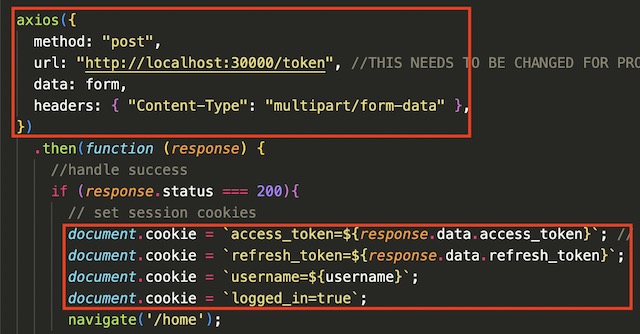 axios({
method: "post",
url: "http://localhost:30000/token", //THIS NEEDS TO BE CHANGED FOR
data: form,
headers: { "Content-Type": "multipart/form-data" },
})
.then(function (response) {
//handle success
if (response.status === 200){
// set session cookies
document.cookie = `access_token=${response.data.access_token}`; //
document.cookie = `refresh_token=${response.data.refresh_token}`;
document.cookie = `username=${username}`;
document.cookie = `logged_in=true`;
navigate('/home');